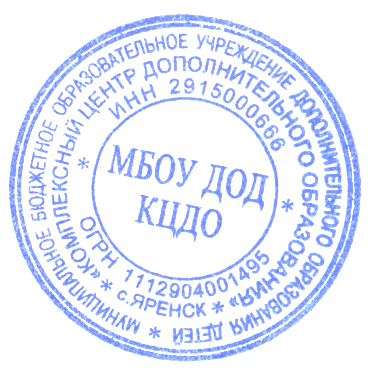 МУНИЦИПАЛЬНОЕ БЮДЖЕТНОЕ ОБРАЗОВАТЕЛЬНОЕ УЧРЕЖДЕНИЕ ДОПОЛНИТЕЛЬНОГО ОБРАЗОВАНИЯ ДЕТЕЙ *
«КОМПЛЕКСНЫЙ ЦЕНТР ДОПОЛНИТЕЛЬНОГО ОБРАЗОВАНИЯ»
* с.ЯРЕНСК *
* ИНН 2915000666 *
ОГРН 1112904001495
МБОУ ДОД
КЦДО